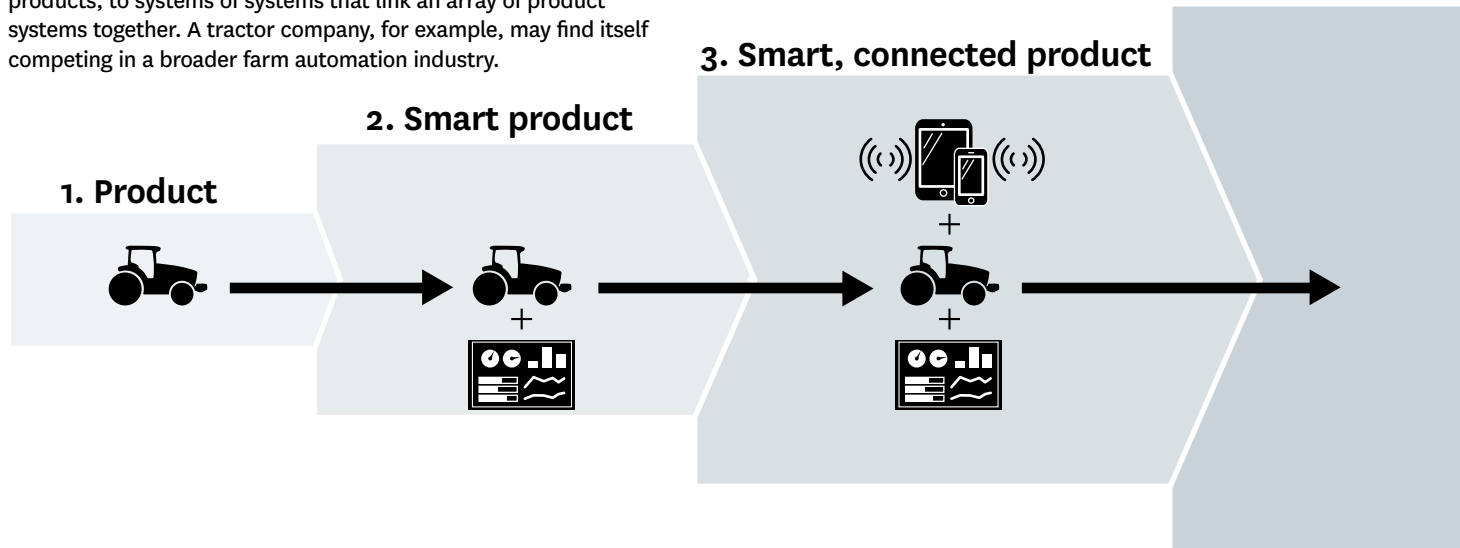 products, to systems of systems that link an array of product
systems together. A tractor company, for example, may find itself
competing in a broader farm automation industry.
3. Smart, connected product
2. Smart product
1. Product